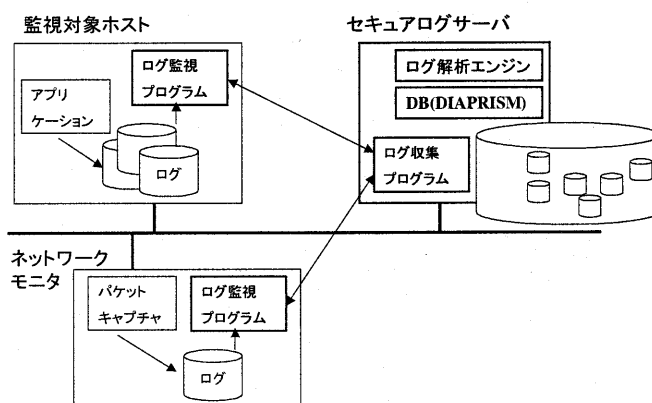 監視対象ホスト
セキュアログサーバ
アプリ
ケーション
ログ監視
プログラム
ログ
ログ解析エンジン
DB(DIAPRISM)
ログ収集
プログラム
ネットワーク
モニタ
パケット
キャプチャ
ログ監視
プログラム
ログ